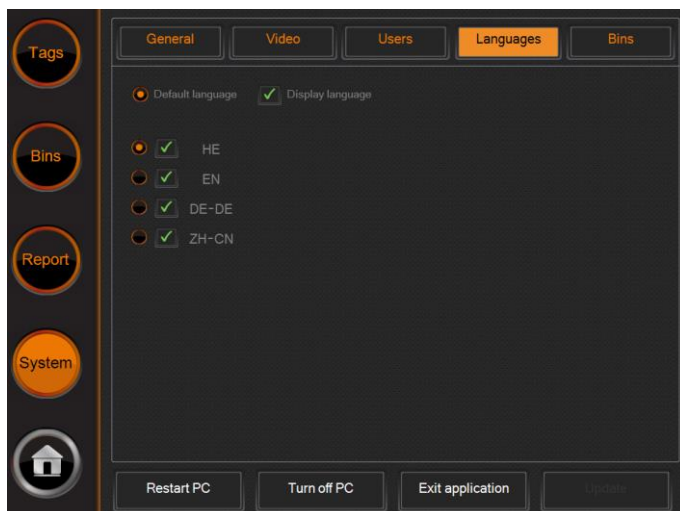 Tags
Bins
Report
System
General Video Users Languages Bins
Default language Display language
HE
EN
DE-DE
ZH-CN
Restart PC Turn off PC Exit application Update